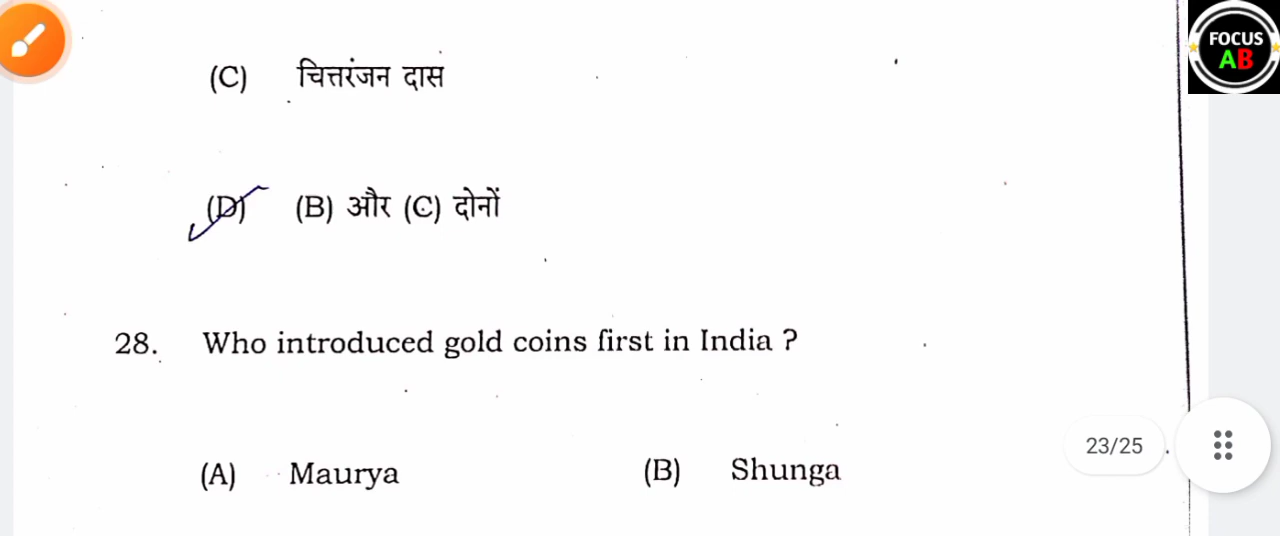 FOCUS
AB
(C) चित्तरंजन दास
(D) (B) और (C) दोनों
28. Who introduced gold coins first in India ?
(A) Maurya (B) Shunga
23/25